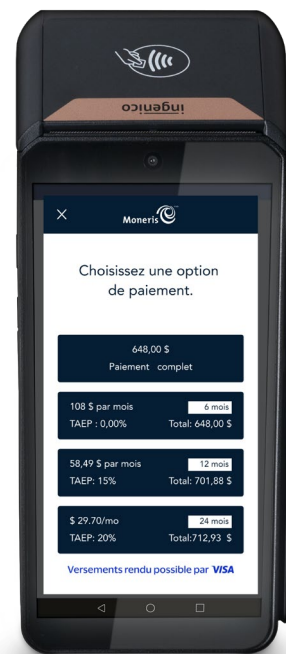 ingenico
×
Moneris
Choisissez une option
de paiement.
648,00 $
Paiement complet
108 $ par mois
6 mois
TAEP : 0,00%
Total: 648,00 $
58,49 $ par mois
12 mois
TAEP: 15%
Total: 701,88 $
$ 29.70/mo
24 mois
TAEP: 20%
Total:712,93 $
Versements rendu possible par VISA